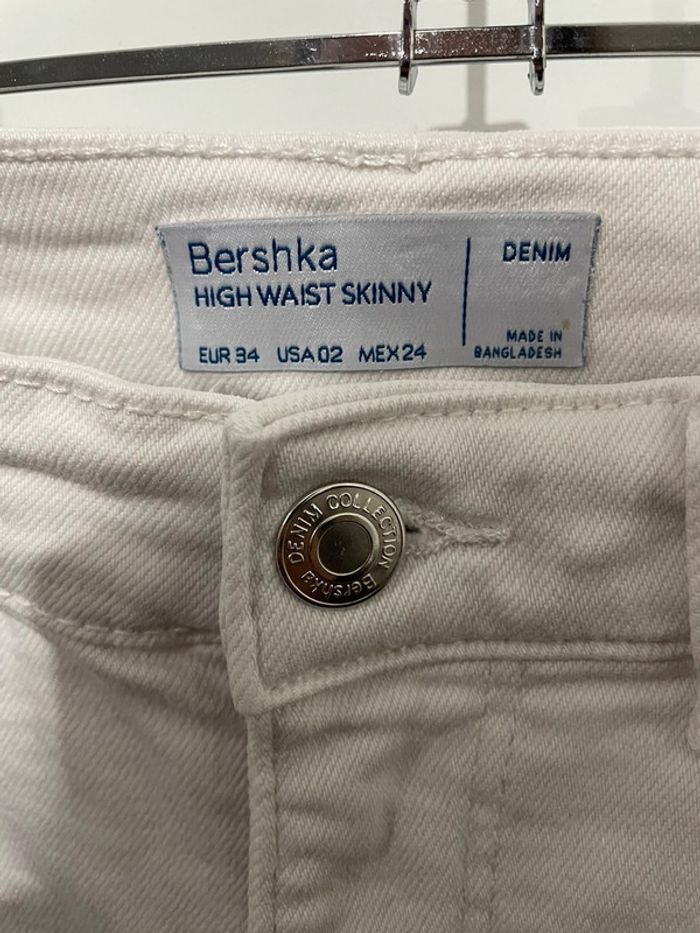 Bershka
HIGH WAIST SKINNY
EUR 34 USA 02 MEX 24
DENIM
MADE IN
BANGLADESH
DENIM COLLECTION
Bershka